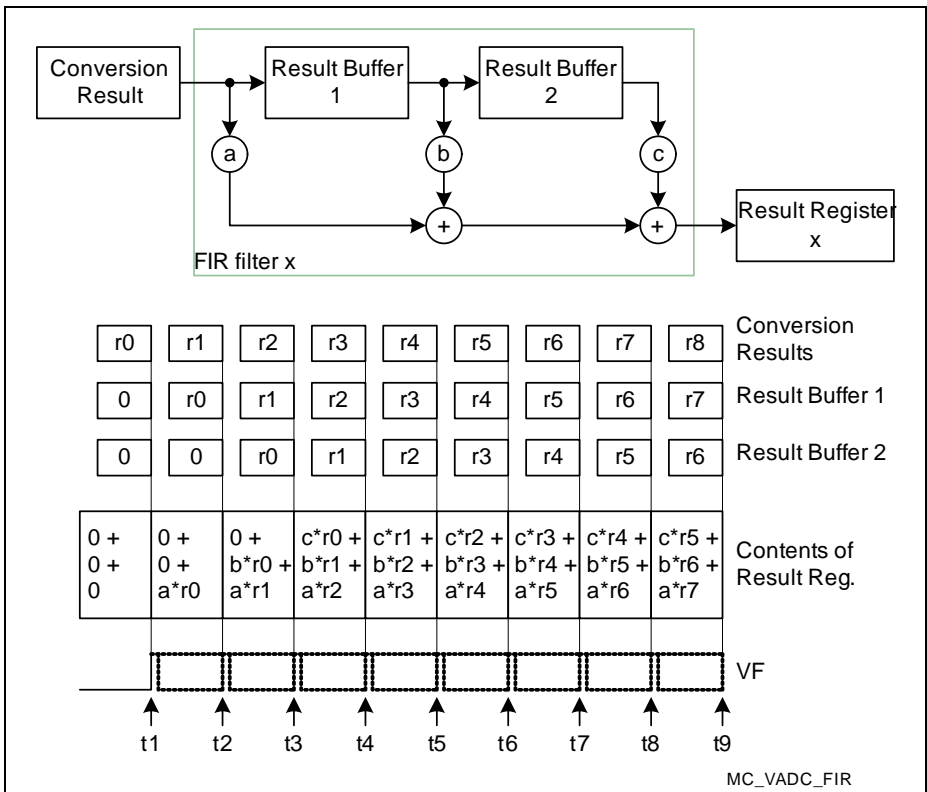 Conversion
Result
Result Buffer
1
Result Buffer
2
a
b
c
+
+
Result Register
x
FIR filter x
r0 r1 r2 r3 r4 r5 r6 r7 r8
Conversion
Results
0 r0 r1 r2 r3 r4 r5 r6 r7
Result Buffer 1
0 0 r0 r1 r2 r3 r4 r5 r6
Result Buffer 2
0 + 0 + 0 + c*r0 + c*r1 + c*r2 + c*r3 + c*r4 + c*r5 +
0 + 0 + b*r0 + b*r1 + b*r2 + b*r3 + b*r4 + b*r5 + b*r6 +
0 a*r0 a*r1 a*r2 a*r3 a*r4 a*r5 a*r6 a*r7
Contents of
Result Reg.
VF
t1 t2 t3 t4 t5 t6 t7 t8 t9
MC_VADC_FIR